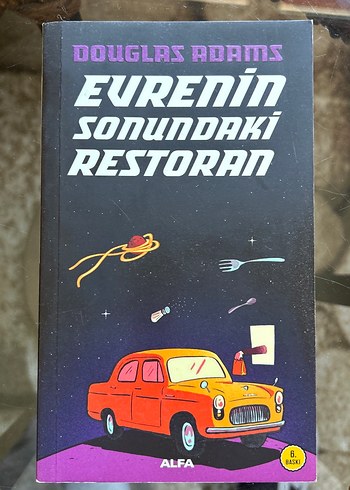 DOUGLAS ADAMS
EVRENİN
SONUNDAKİ
RESTORAN
6.
BASKI
ALFA